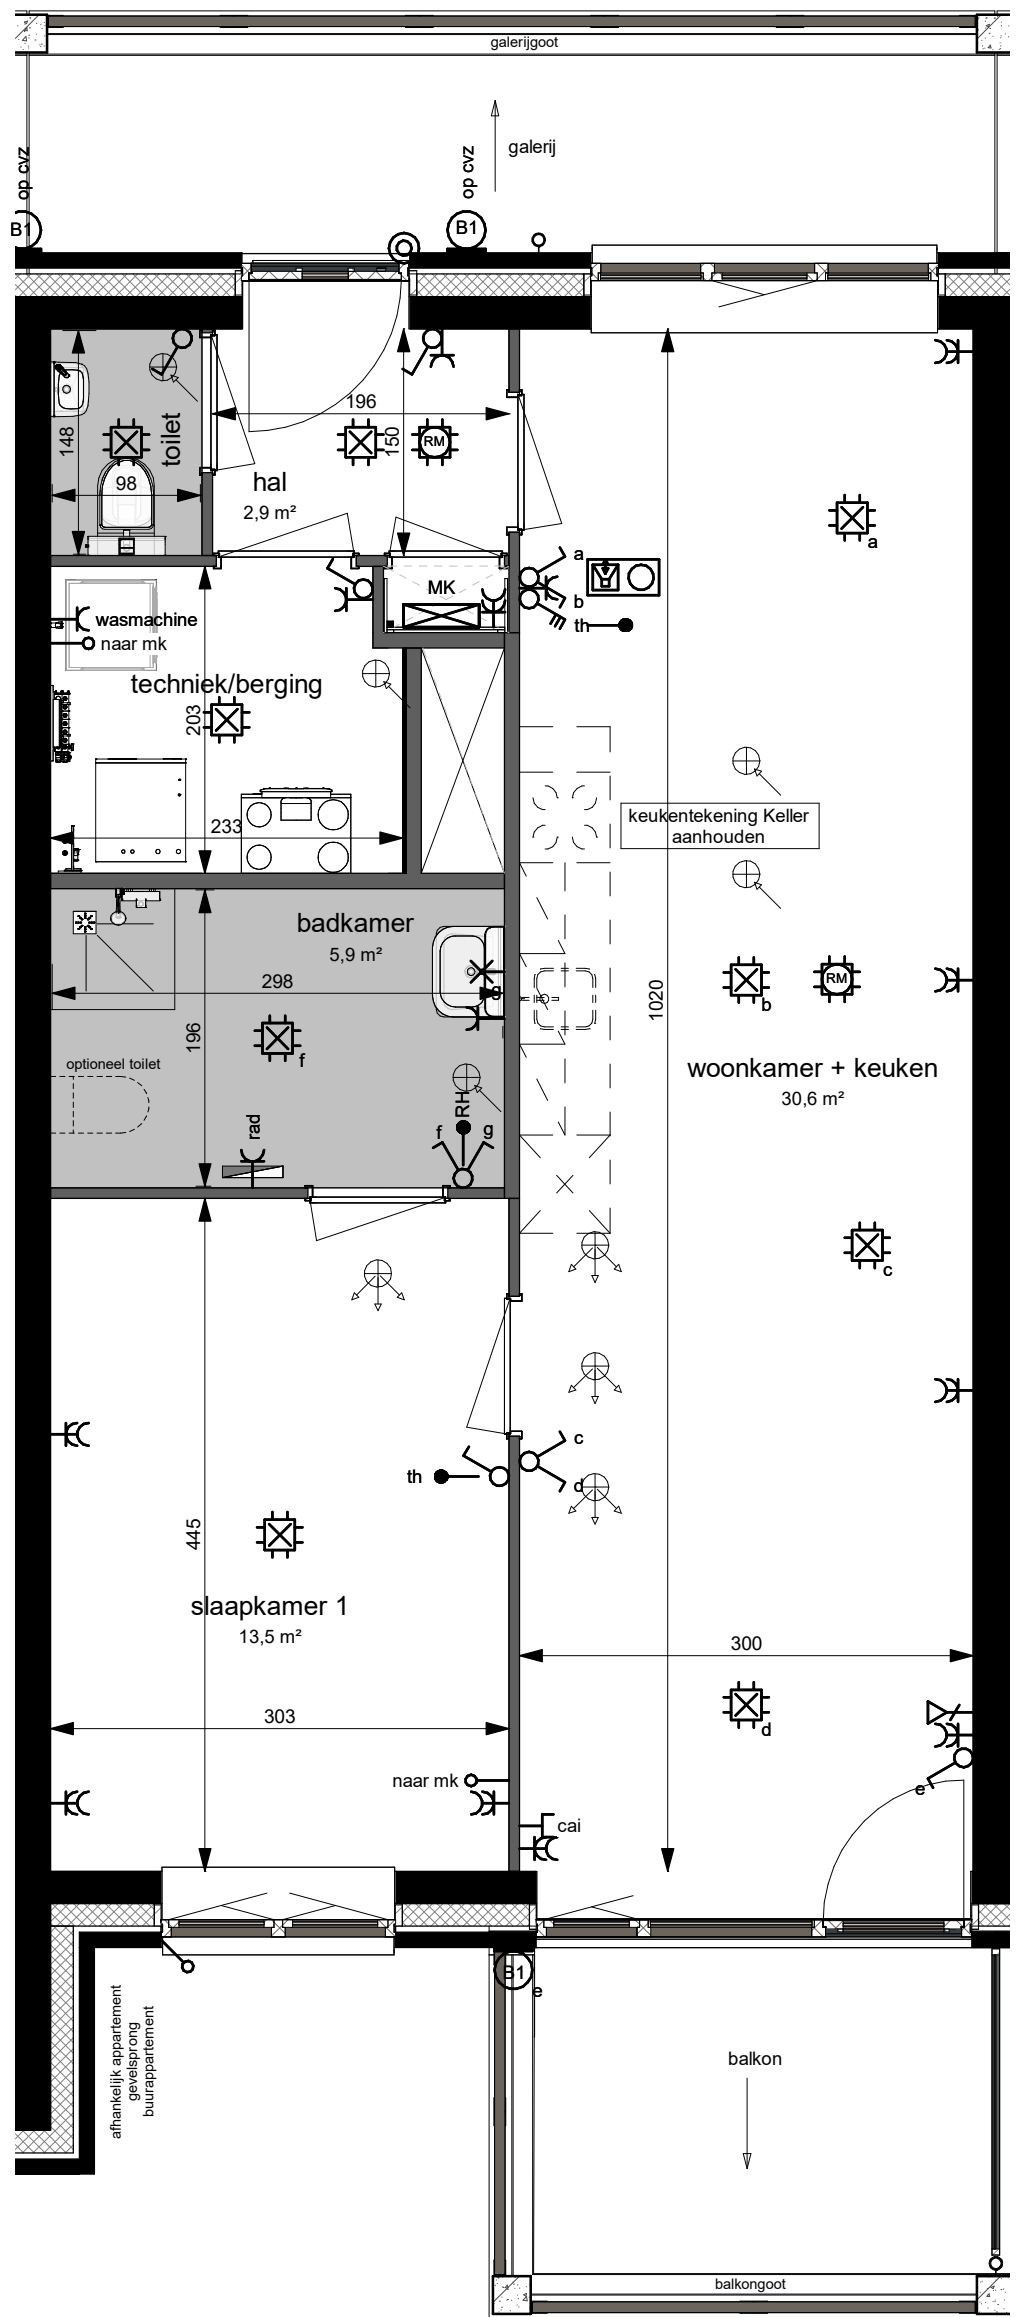 galerijgoot
galerij
op cvz
op cvz
B1
B1
196
150
148
98
toilet
RM
hal
2,9 m²
a
a
b
th
MK
wasmachine
naar mk
techniek/berging
203
233
keukentekening Keller
aanhouden
badkamer
5,9 m²
298
g
196
1020
RM
b
f
optioneel toilet
woonkamer + keuken
30,6 m²
rad
RH
f
g
c
c
th
d
445
slaapkamer 1
13,5 m²
300
303
d
naar mk
e
cai
B1
e
afhankelijk appartement
gevelsprong
buurappartement
balkon
balkongoot